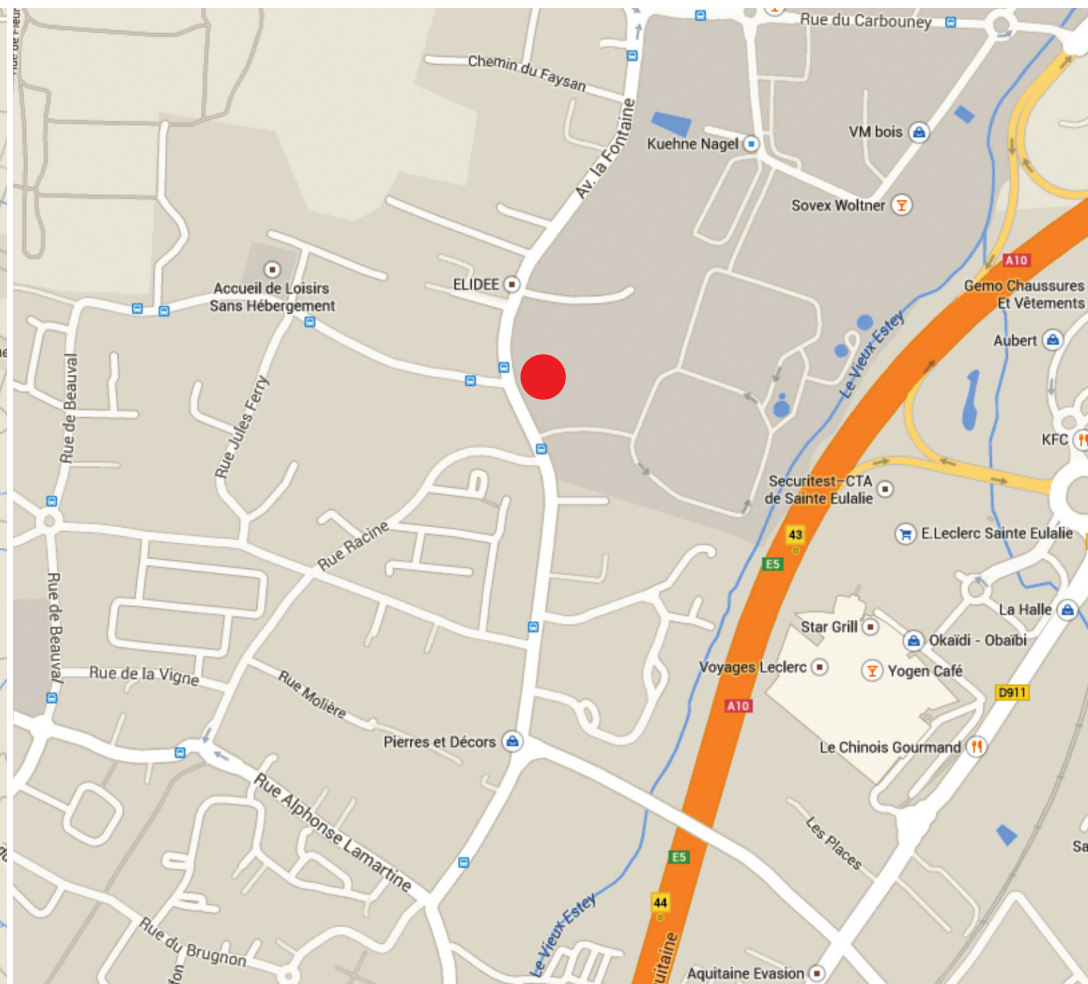 Rue du Carbouney
Chemin du Faysan
Av. la Fontaine
Kuehne Nagel
VM bois
Sovex Woltner
A10
Accueil de Loisirs
Sans Hébergement
ELIDEE
Gemo Chaussures
Et Vêtements
Le Vieux Estey
Aubert
Rue de Beauval
Rue Jules Ferry
KFC
Securitest-CTA
de Sainte Eulalie
Rue Racine
43
E.Leclerc Sainte Eulalie
E5
Rue de Beauval
La Halle
Star Grill
Okaïdi - Obaïbi
Rue de la Vigne
Voyages Leclerc
Yogen Café
Rue Molière
D911
A10
Pierres et Décors
Le Chinois Gourmand
Rue Alphonse Lamartine
Les Places
E5
44
Le Vieux Estey
Rue du Brugnon
Aquitaine Evasion